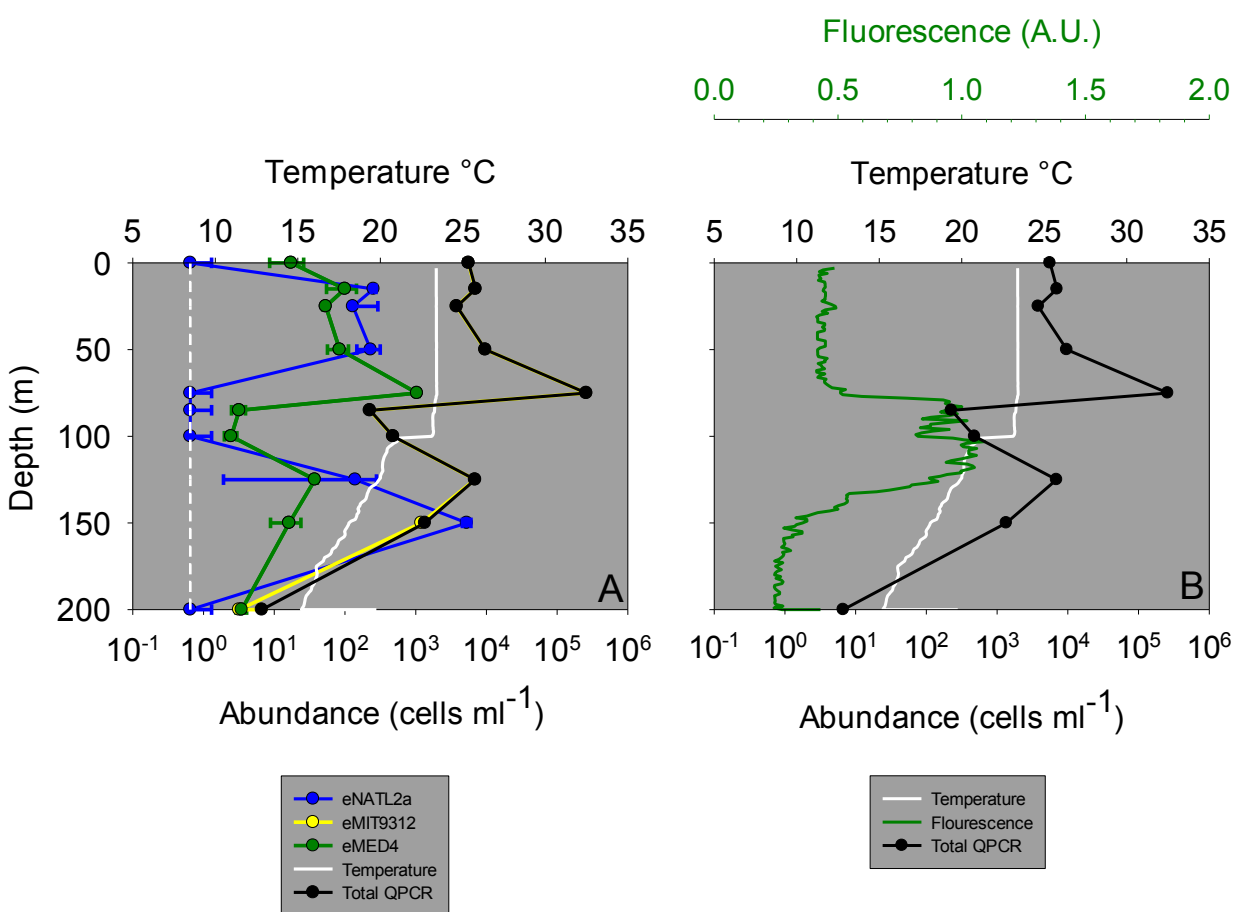 Fluorescence (A.U.)
0.0 0.5 1.0 1.5 2.0
Temperature °C
5 10 15 20 25 30 35
Temperature °C
5 10 15 20 25 30 35
Depth (m)
0
50
100
150
200
A
B
10-1 100 101 102 103 104 105 106
Abundance (cells ml-1)
10-1 100 101 102 103 104 105 106
Abundance (cells ml-1)
eNATL2a
eMIT9312
eMED4
Temperature
Total QPCR
Temperature
Flourescence
Total QPCR